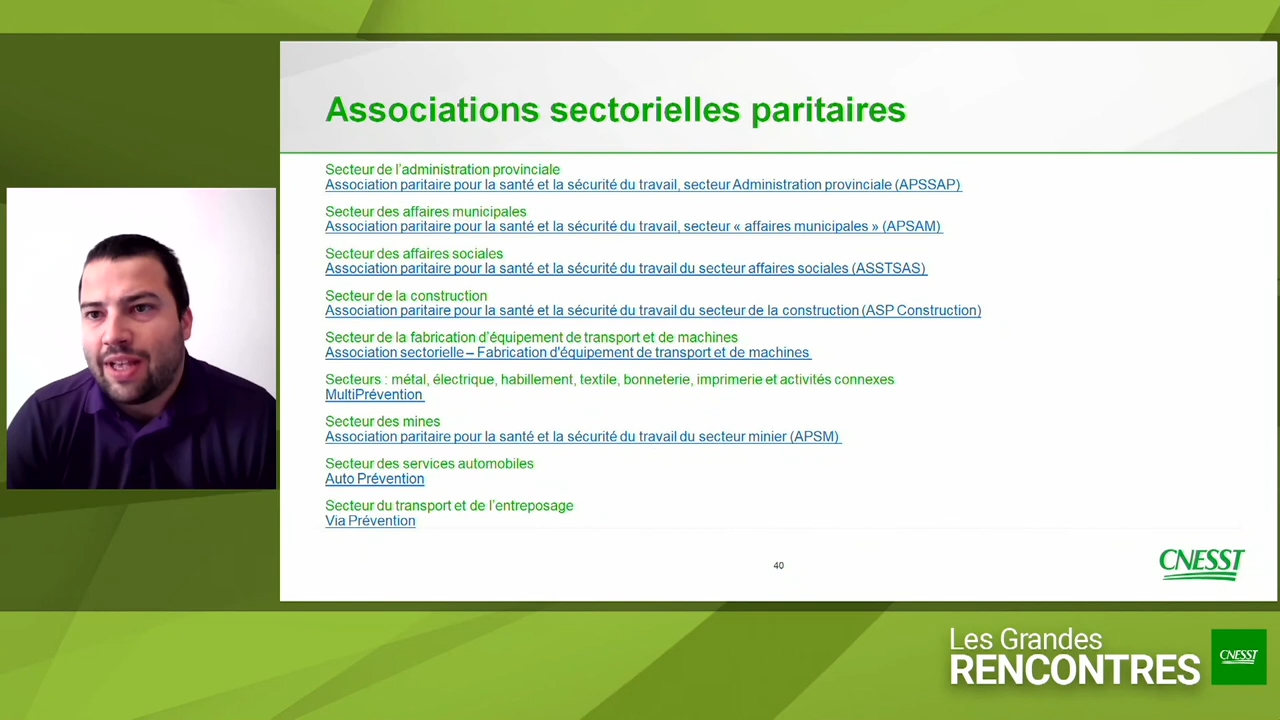 Associations sectorielles paritaires
Secteur de l'administration provinciale
Association paritaire pour la santé et la sécurité du travail, secteur Administration provinciale (APSSAP)
Secteur des affaires municipales
Association paritaire pour la santé et la sécurité du travail, secteur « affaires municipales » (APSAM)
Secteur des affaires sociales
Association paritaire pour la santé et la sécurité du travail du secteur affaires sociales (ASSTSAS)
Secteur de la construction
Association paritaire pour la santé et la sécurité du travail du secteur de la construction (ASP Construction)
Secteur de la fabrication d'équipement de transport et de machines
Association sectorielle – Fabrication d'équipement de transport et de machines
Secteurs : métal, électrique, habillement, textile, bonneterie, imprimerie et activités connexes
MultiPrévention
Secteur des mines
Association paritaire pour la santé et la sécurité du travail du secteur minier (APSM)
Secteur des services automobiles
Auto Prévention
Secteur du transport et de l'entreposage
Via Prévention
40
CNESST
Les Grandes
RENCONTRES
CNESST